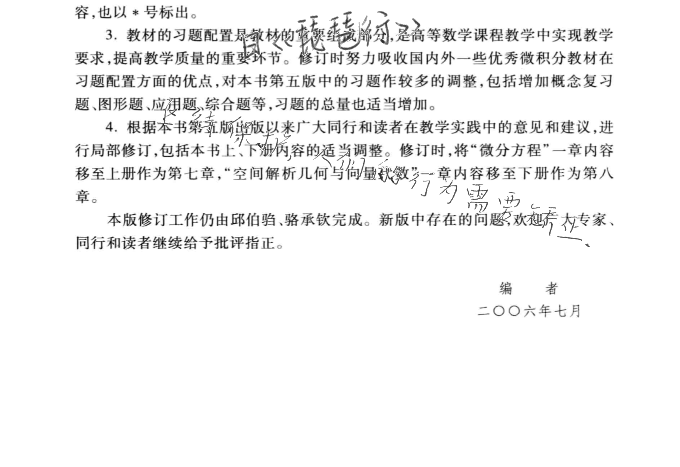 容,也以*号标出。
3. 教材的习题配置是教材的重要组成部分,是高等数学课程教学中实现教学
自《琵琶行》
要求,提高教学质量的重要环节。修订时努力吸收国内外一些优秀微积分教材在
习题配置方面的优点,对本书第五版中的习题作较多的调整,包括增加概念复习
题、图形题、应用题、综合题等,习题的总量也适当增加。
4. 根据本书第五版出版以来广大同行和读者在教学实践中的意见和建议,进
行局部修订,包括本书上、下册内容的适当调整。修订时,将“微分方程”一章内容
移至上册作为第七章,“空间解析几何与向量代数”一章内容移至下册作为第八
行为需要
章。
本版修订工作仍由邱伯驺、骆承钦完成。新版中存在的问题,欢迎广大专家、
同行和读者继续给予批评指正。
编 者
二〇〇六年七月